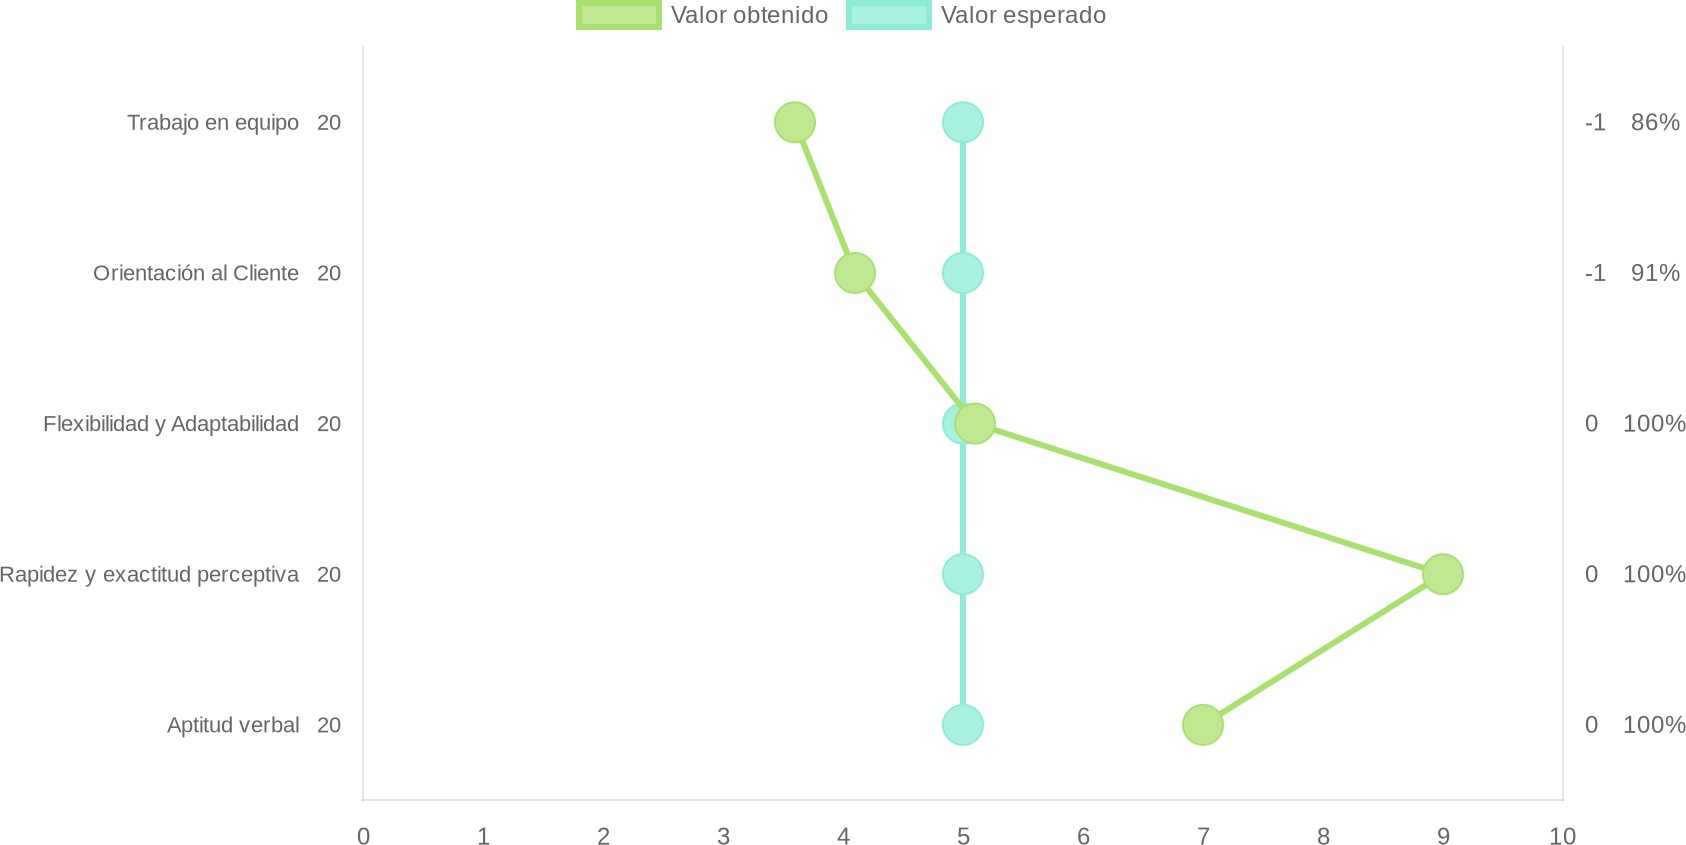 Valor obtenido Valor esperado
Trabajo en equipo 20 -1 86%
Orientación al Cliente 20 -1 91%
Flexibilidad y Adaptabilidad 20 0 100%
Rapidez y exactitud perceptiva 20 0 100%
Aptitud verbal 20 0 100%
0 1 2 3 4 5 6 7 8 9 10